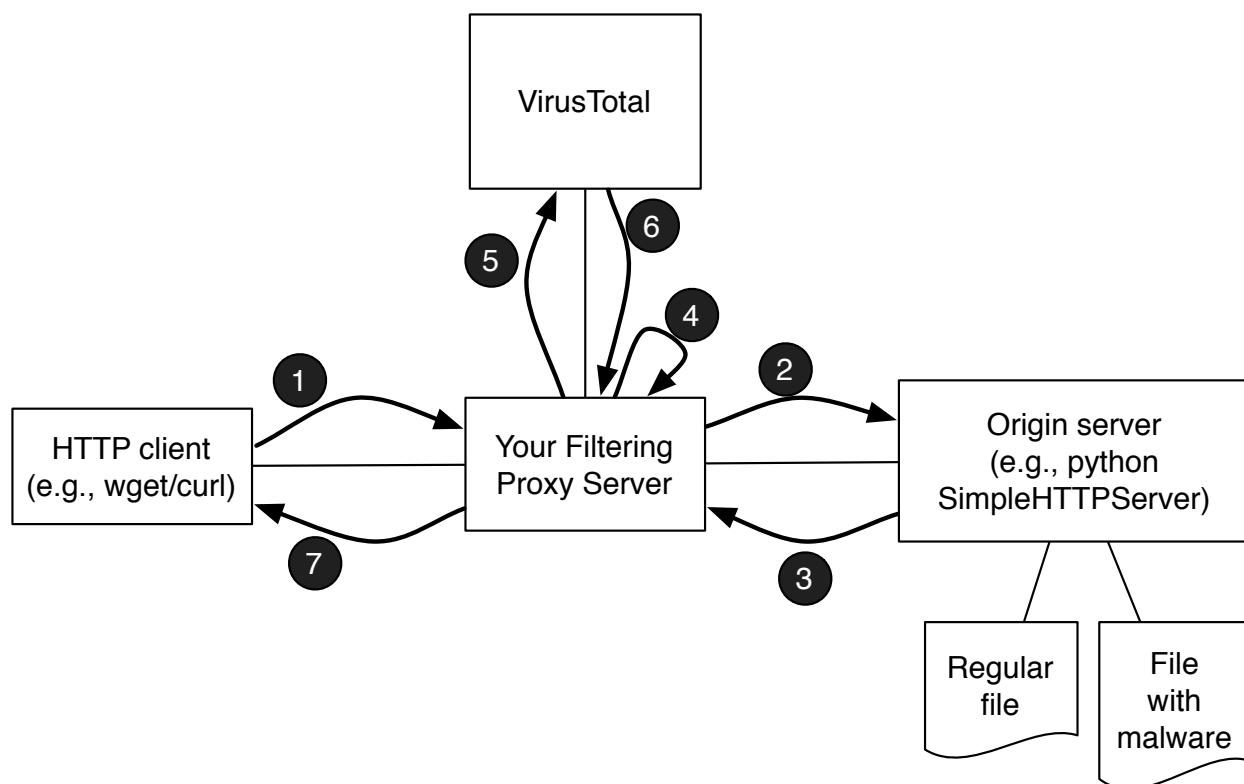 VirusTotal
6
5
4
1
2
HTTP client
(e.g., wget/curl)
Your Filtering
Proxy Server
Origin server
(e.g., python
SimpleHTTPServer)
7
3
Regular
file
File
with
malware